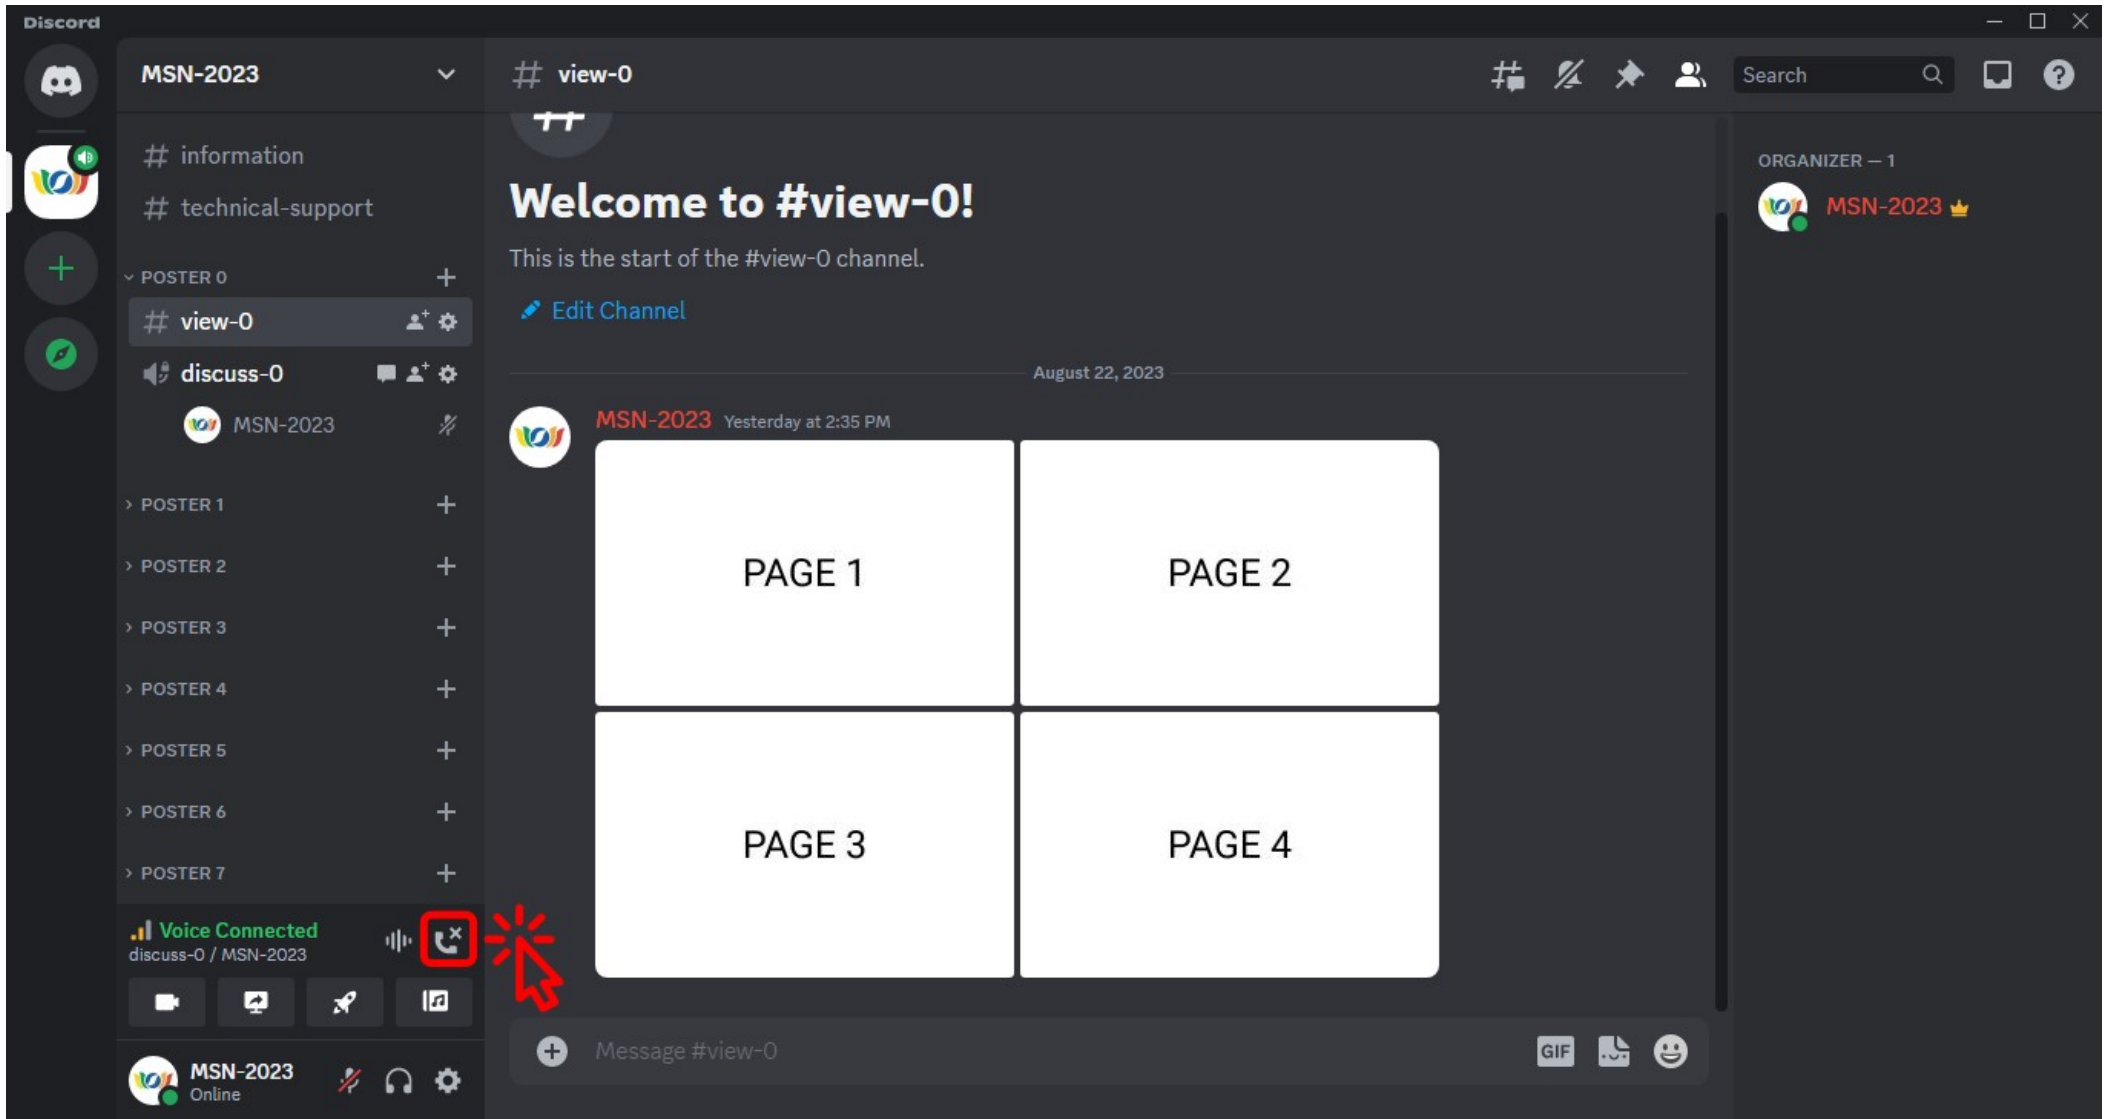 Discord
MSN-2023
# information
# technical-support
POSTER 0
# view-0
discuss-0
MSN-2023
POSTER 1
POSTER 2
POSTER 3
POSTER 4
POSTER 5
POSTER 6
POSTER 7
Voice Connected
discuss-0 / MSN-2023
MSN-2023
Online
# view-0
Search
Welcome to #view-0!
This is the start of the #view-0 channel.
Edit Channel
August 22, 2023
MSN-2023 Yesterday at 2:35 PM
PAGE 1
PAGE 2
PAGE 3
PAGE 4
Message #view-0
GIF
ORGANIZER — 1
MSN-2023